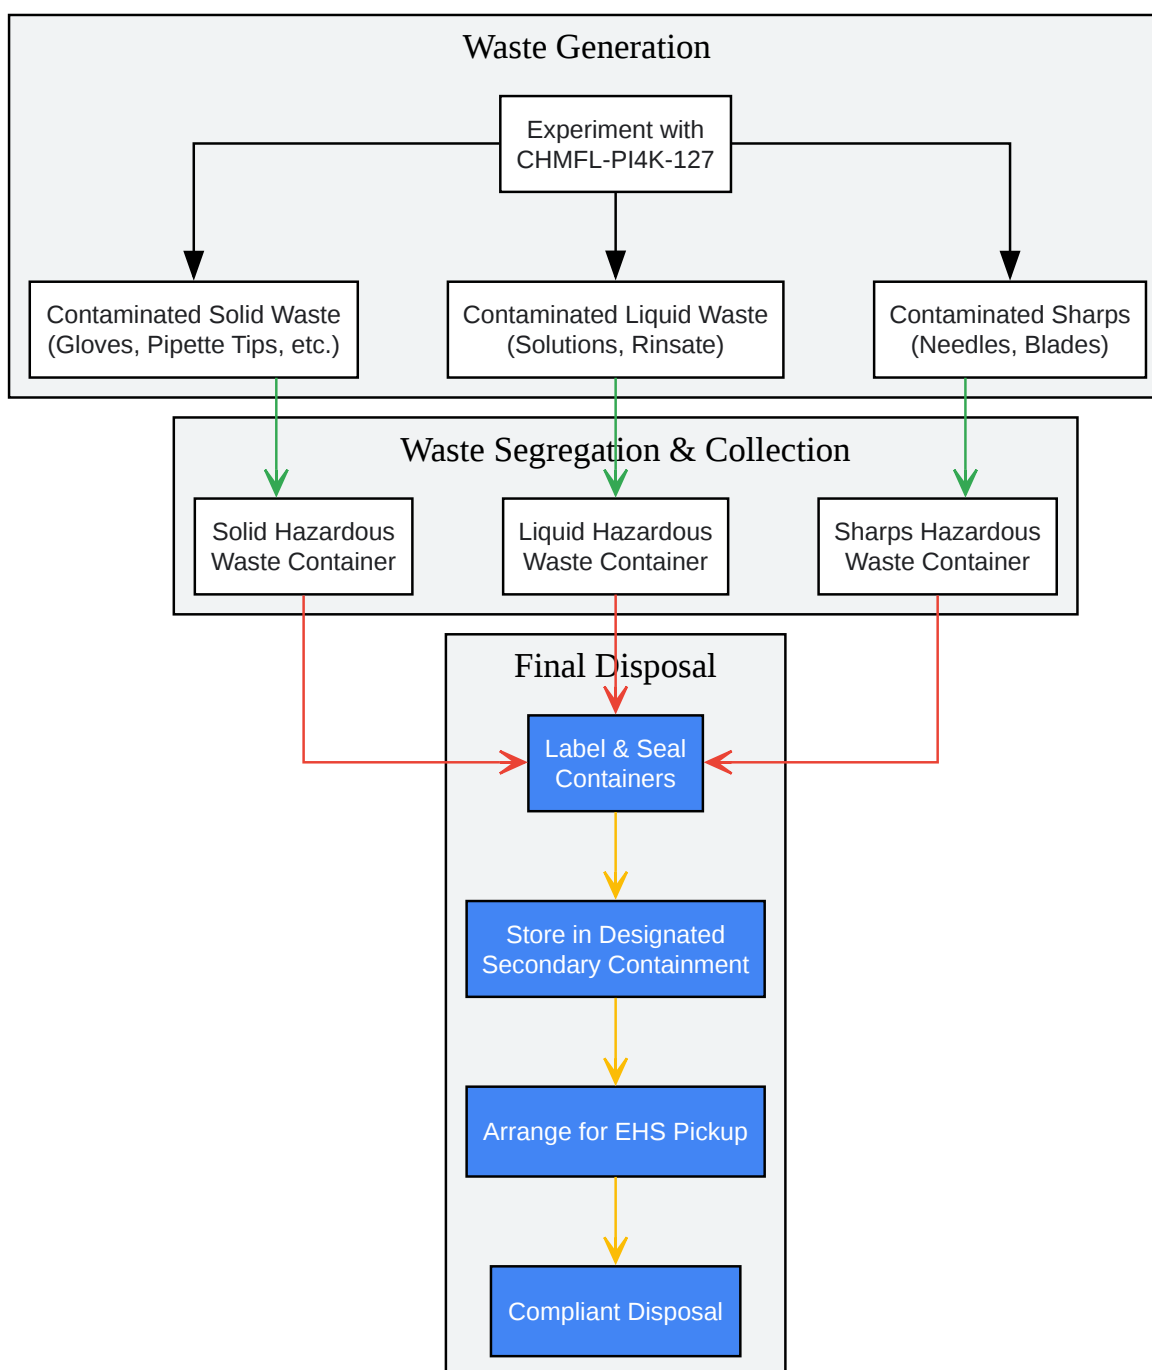 Waste Generation
Experiment with
CHMFL-PI4K-127
Contaminated Solid Waste
(Gloves, Pipette Tips, etc.)
Contaminated Liquid Waste
(Solutions, Rinsate)
Contaminated Sharps
(Needles, Blades)
Waste Segregation & Collection
Solid Hazardous
Waste Container
Liquid Hazardous
Waste Container
Sharps Hazardous
Waste Container
Final Disposal
Label & Seal
Containers
Store in Designated
Secondary Containment
Arrange for EHS Pickup
Compliant Disposal